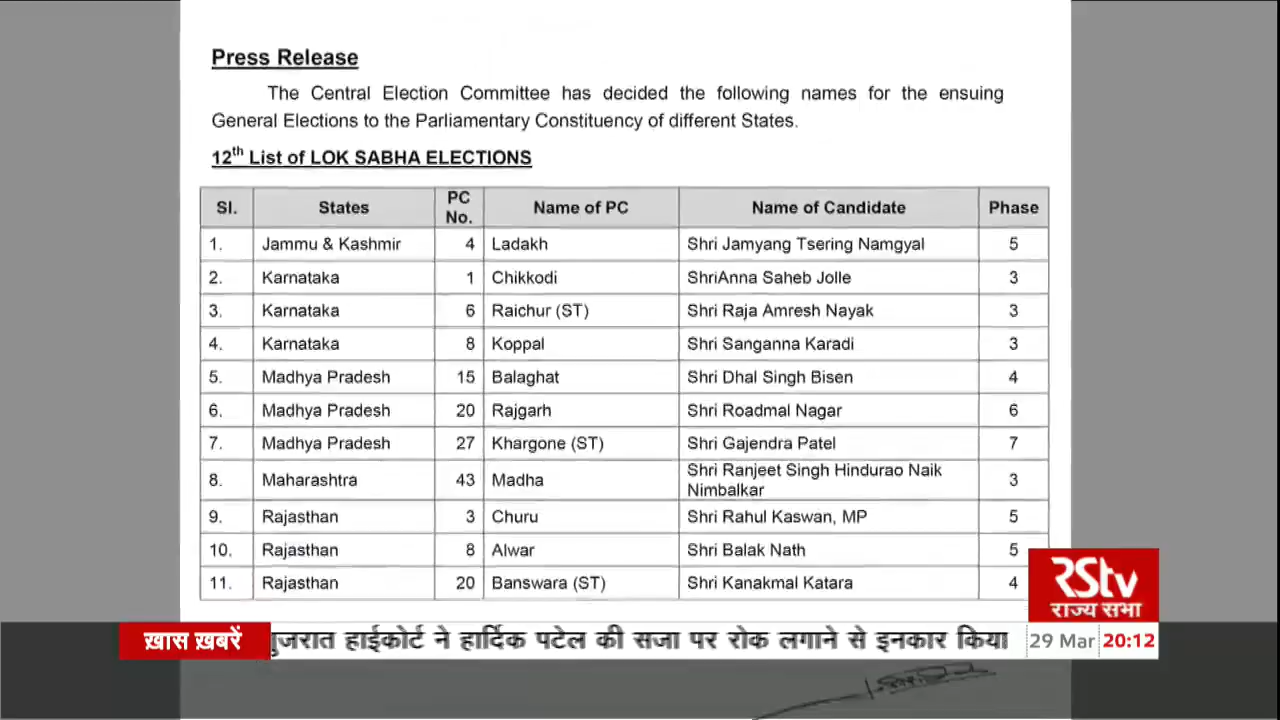 Press Release
The Central Election Committee has decided the following names for the ensuing
General Elections to the Parliamentary Constituency of different States.
12th List of LOK SABHA ELECTIONS
Sl. States PC No. Name of PC Name of Candidate Phase
1. Jammu & Kashmir 4 Ladakh Shri Jamyang Tsering Namgyal 5
2. Karnataka 1 Chikkodi ShriAnna Saheb Jolle 3
3. Karnataka 6 Raichur (ST) Shri Raja Amresh Nayak 3
4. Karnataka 8 Koppal Shri Sanganna Karadi 3
5. Madhya Pradesh 15 Balaghat Shri Dhal Singh Bisen 4
6. Madhya Pradesh 20 Rajgarh Shri Roadmal Nagar 6
7. Madhya Pradesh 27 Khargone (ST) Shri Gajendra Patel 7
8. Maharashtra 43 Madha Shri Ranjeet Singh Hindurao Naik Nimbalkar 3
9. Rajasthan 3 Churu Shri Rahul Kaswan, MP 5
10. Rajasthan 8 Alwar Shri Balak Nath 5
11. Rajasthan 20 Banswara (ST) Shri Kanakmal Katara 4
RStv
राज्य सभा
ख़ास ख़बरें गुजरात हाईकोर्ट ने हार्दिक पटेल की सजा पर रोक लगाने से इनकार किया 29 Mar 20:12